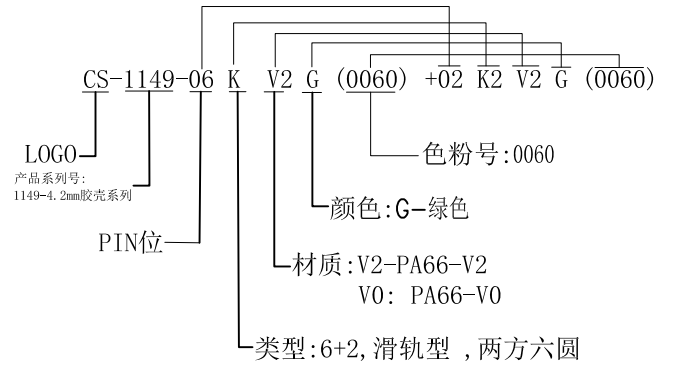 CS-1149-06 K V2 G (0060) +02 K2 V2 G (0060)
LOGO
色粉号:0060
产品系列号:
1149-4.2mm胶壳系列
颜色:G-绿色
PIN位
材质:V2-PA66-V2
V0: PA66-V0
类型:6+2,滑轨型 ,两方六圆